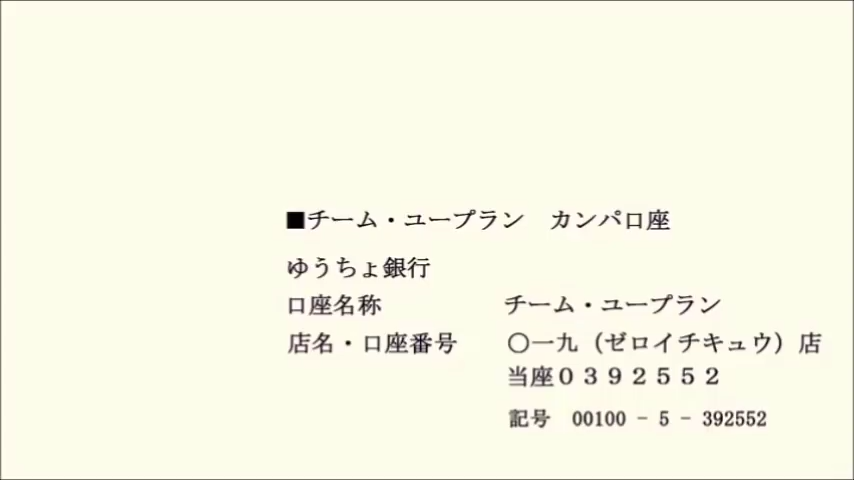 ■チーム・ユープラン　カンパ口座
ゆうちょ銀行
口座名称　チーム・ユープラン
店名・口座番号　〇一九（ゼロイチキュウ）店
当座０３９２５５２
記号　00100 － 5 － 392552